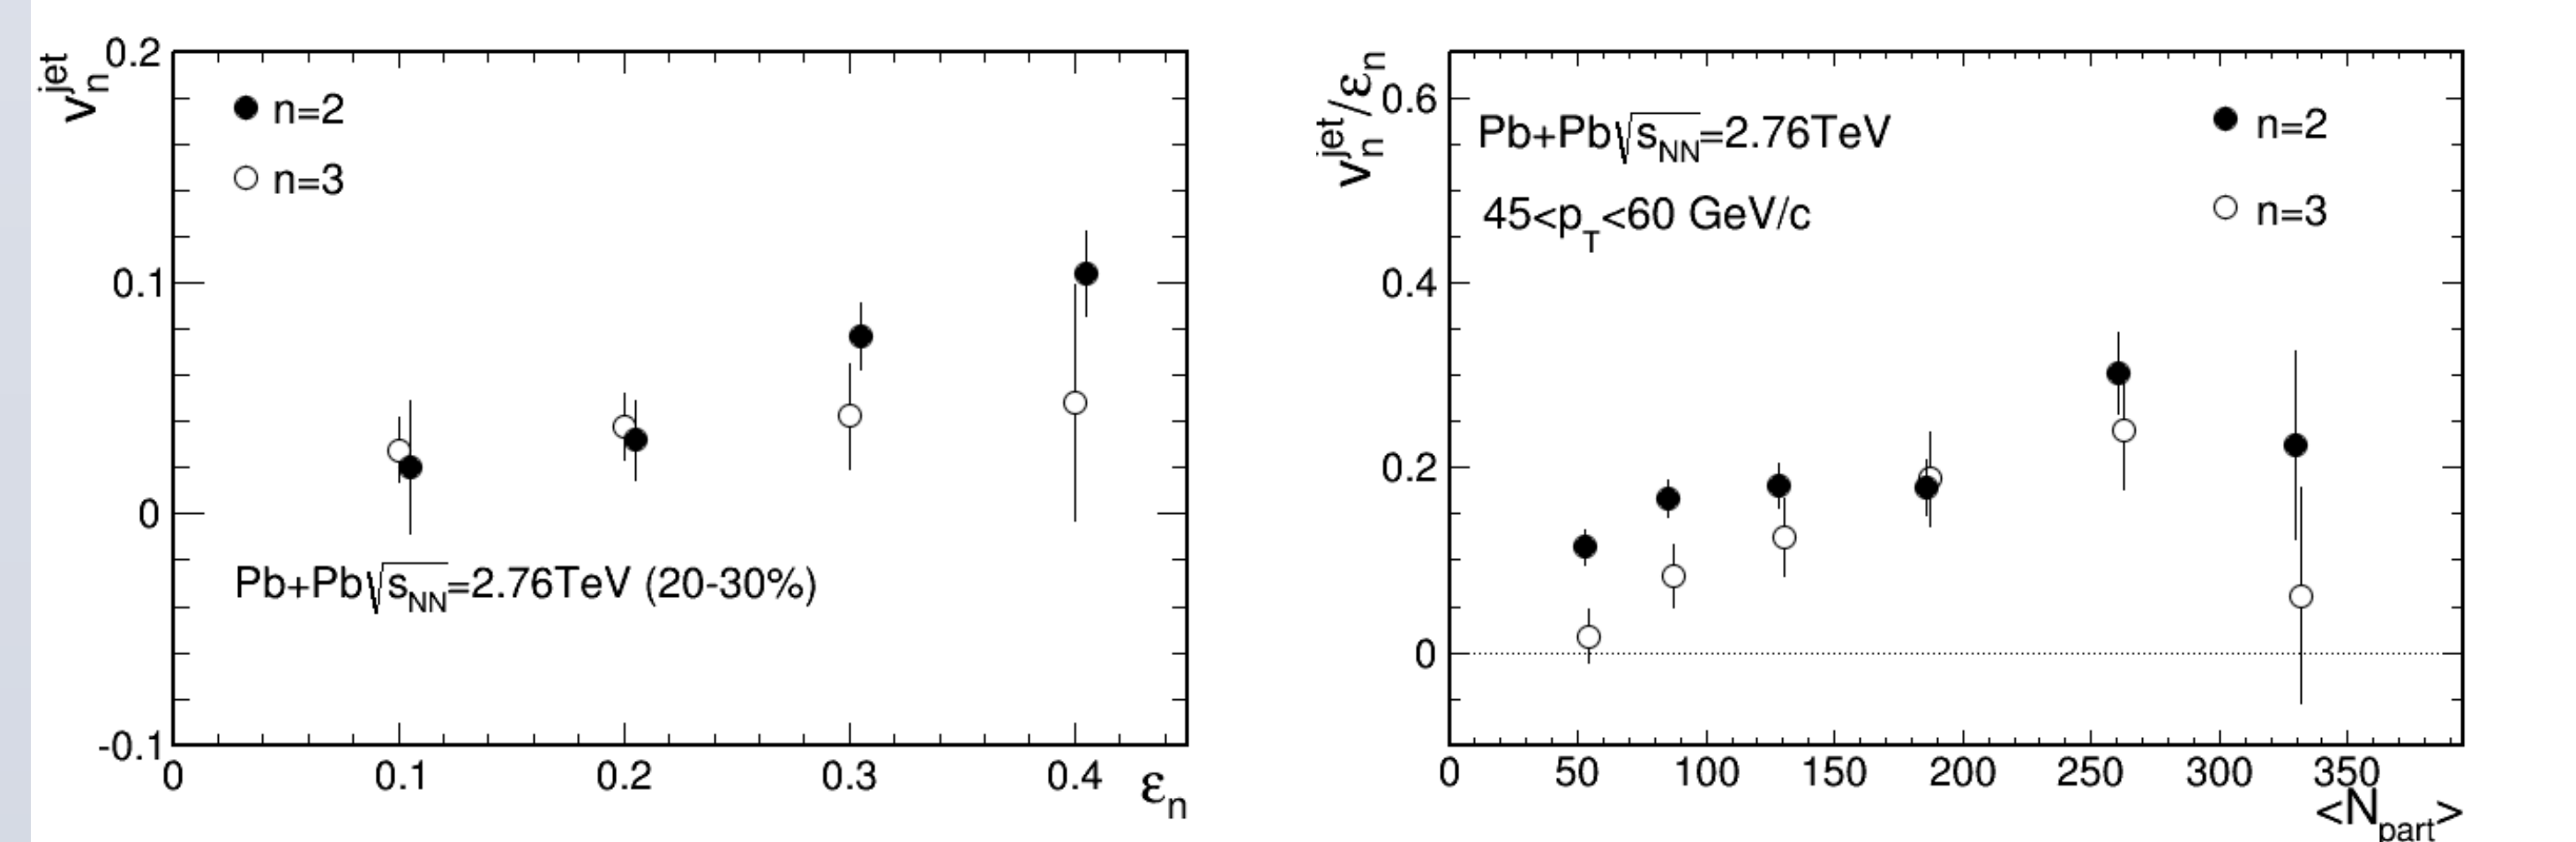 v_n^jet
0.2
0.1
0
-0.1
n=2
n=3
Pb+Pb√s_NN=2.76TeV (20-30%)
0 0.1 0.2 0.3 0.4
ε_n
v_n^jet/ε_n
0.6
0.4
0.2
0
Pb+Pb√s_NN=2.76TeV
45<p_T<60 GeV/c
n=2
n=3
0 50 100 150 200 250 300 350
<N_part>